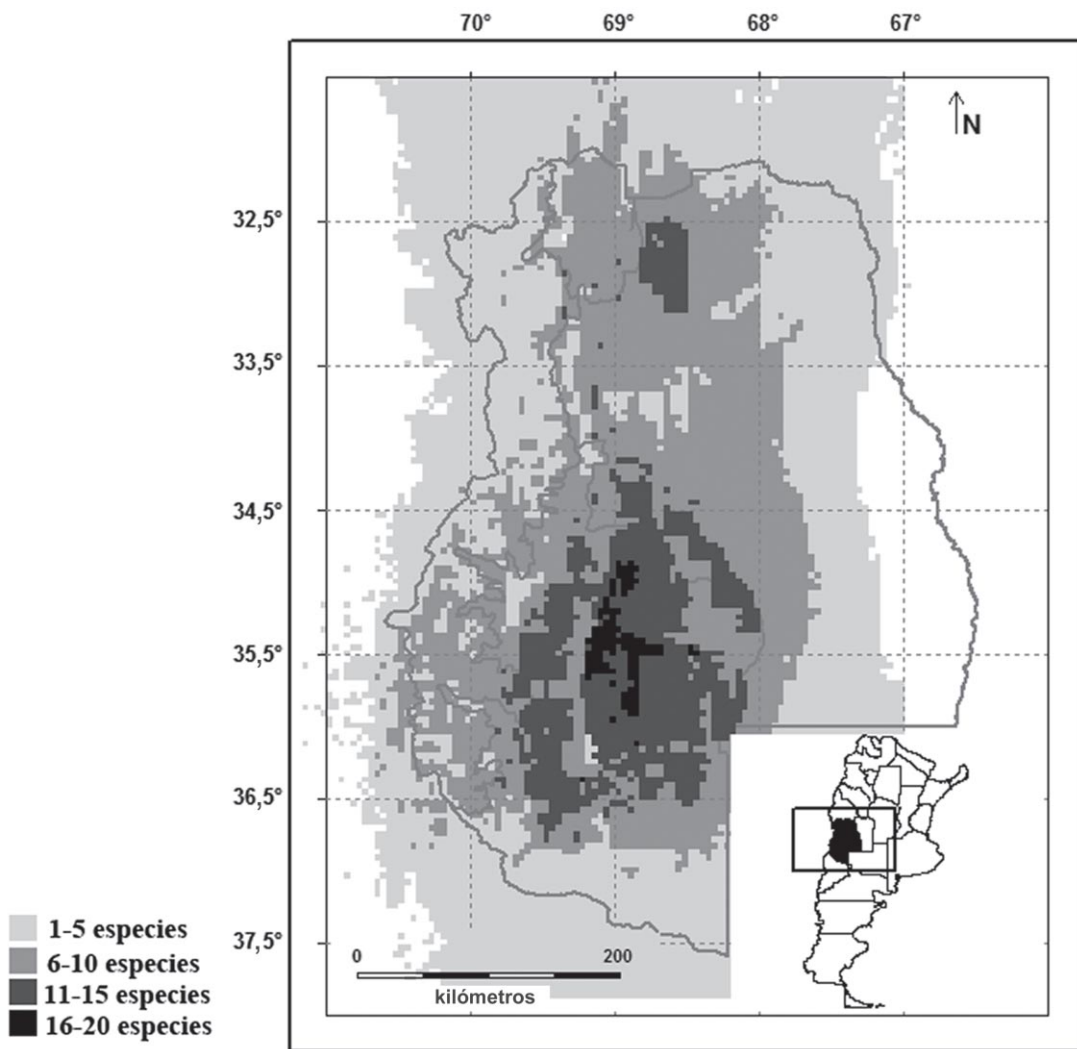 70° 69° 68° 67°
N
32,5°
33,5°
34,5°
35,5°
36,5°
37,5°
0 200
kilómetros
1-5 especies
6-10 especies
11-15 especies
16-20 especies